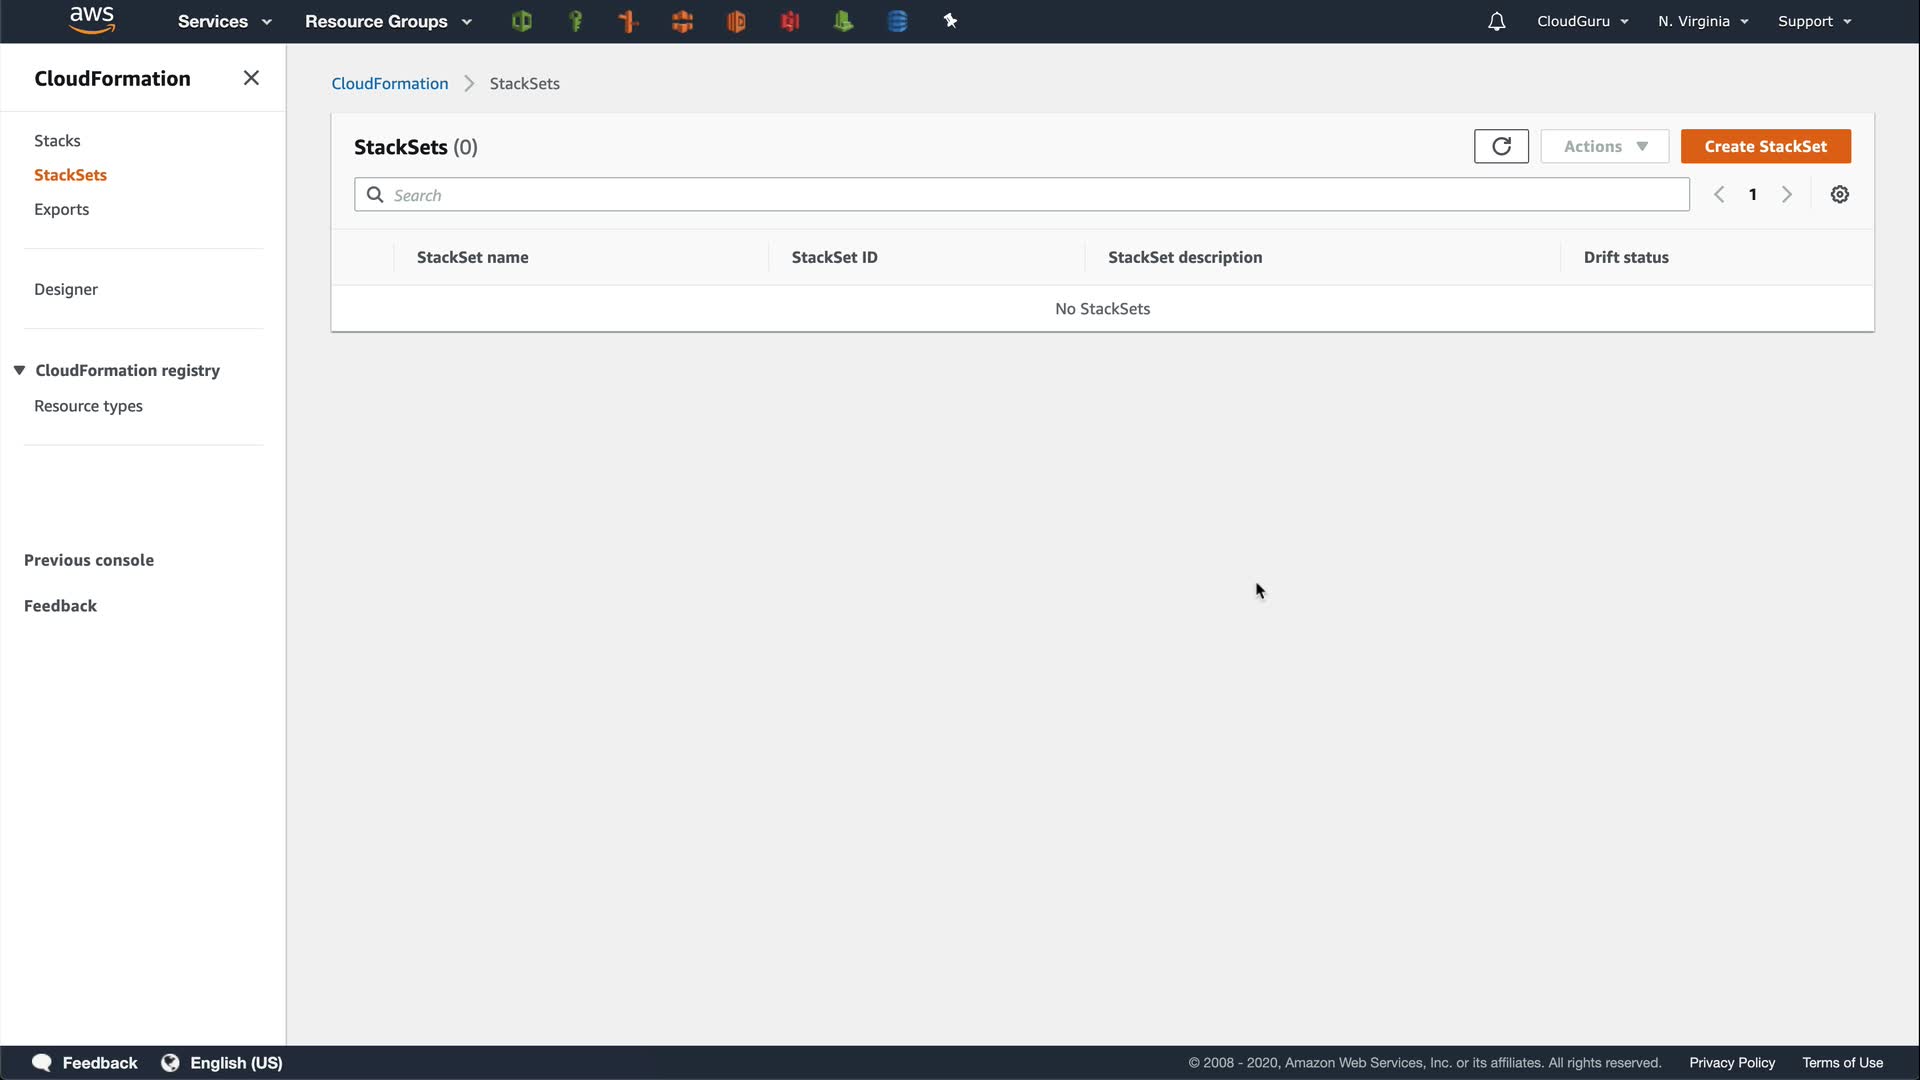 aws Services Resource Groups CloudGuru N. Virginia Support
CloudFormation
Stacks
StackSets
Exports
Designer
CloudFormation registry
Resource types
Previous console
Feedback
CloudFormation StackSets
StackSets (0) Actions Create StackSet
Search 1
StackSet name StackSet ID StackSet description Drift status
No StackSets
Feedback English (US) © 2008 - 2020, Amazon Web Services, Inc. or its affiliates. All rights reserved. Privacy Policy Terms of Use